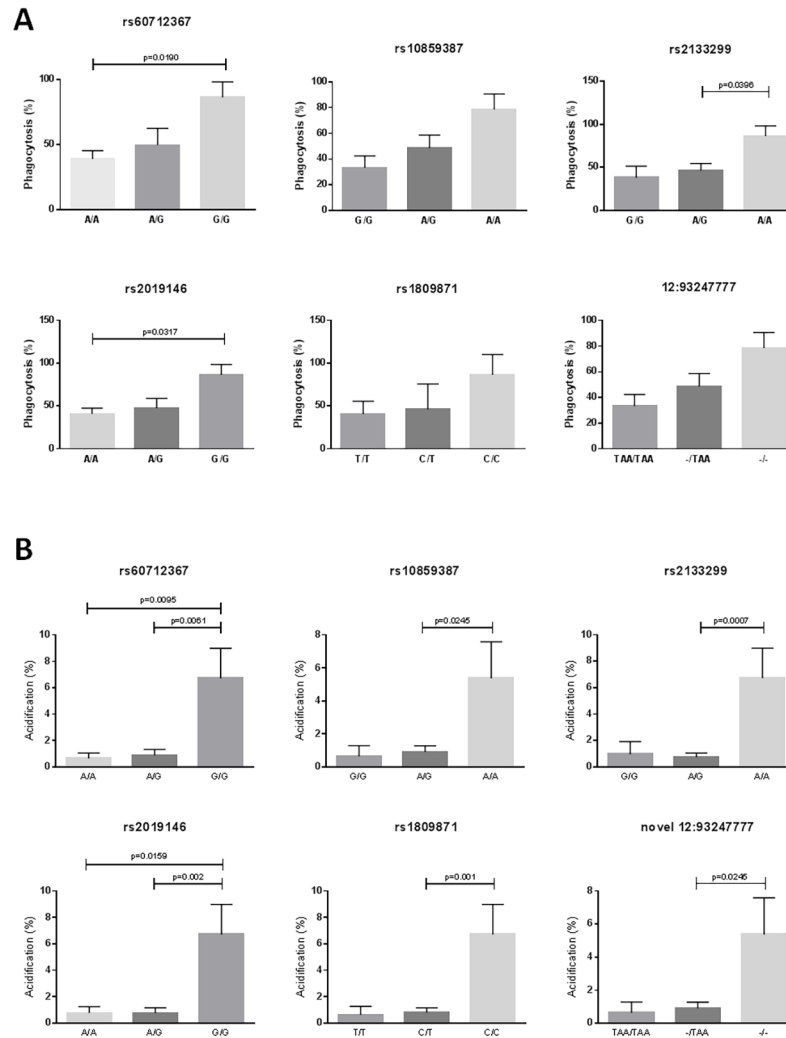 A
rs60712367
p=0.0190
Phagocytosis (%)
100
50
0
A/A A/G G/G
rs10859387
Phagocytosis (%)
100
80
60
40
20
0
G/G A/G A/A
rs2133299
p=0.0396
Phagocytosis (%)
150
100
50
0
G/G A/G A/A
rs2019146
p=0.0317
Phagocytosis (%)
150
100
50
0
A/A A/G G/G
rs1809871
Phagocytosis (%)
150
100
50
0
T/T C/T C/C
12:93247777
Phagocytosis (%)
100
80
60
40
20
0
TAA/TAA -/TAA -/-
B
rs60712367
p=0.0095
p=0.0061
Acidification (%)
10
8
6
4
2
0
A/A A/G G/G
rs10859387
p=0.0245
Acidification (%)
8
6
4
2
0
G/G A/G A/A
rs2133299
p=0.0007
Acidification (%)
10
8
6
4
2
0
G/G A/G A/A
rs2019146
p=0.0159
p=0.002
Acidification (%)
10
8
6
4
2
0
A/A A/G G/G
rs1809871
p=0.001
Acidification (%)
10
8
6
4
2
0
T/T C/T C/C
novel 12:93247777
p=0.0245
Acidification (%)
8
6
4
2
0
TAA/TAA -/TAA -/-